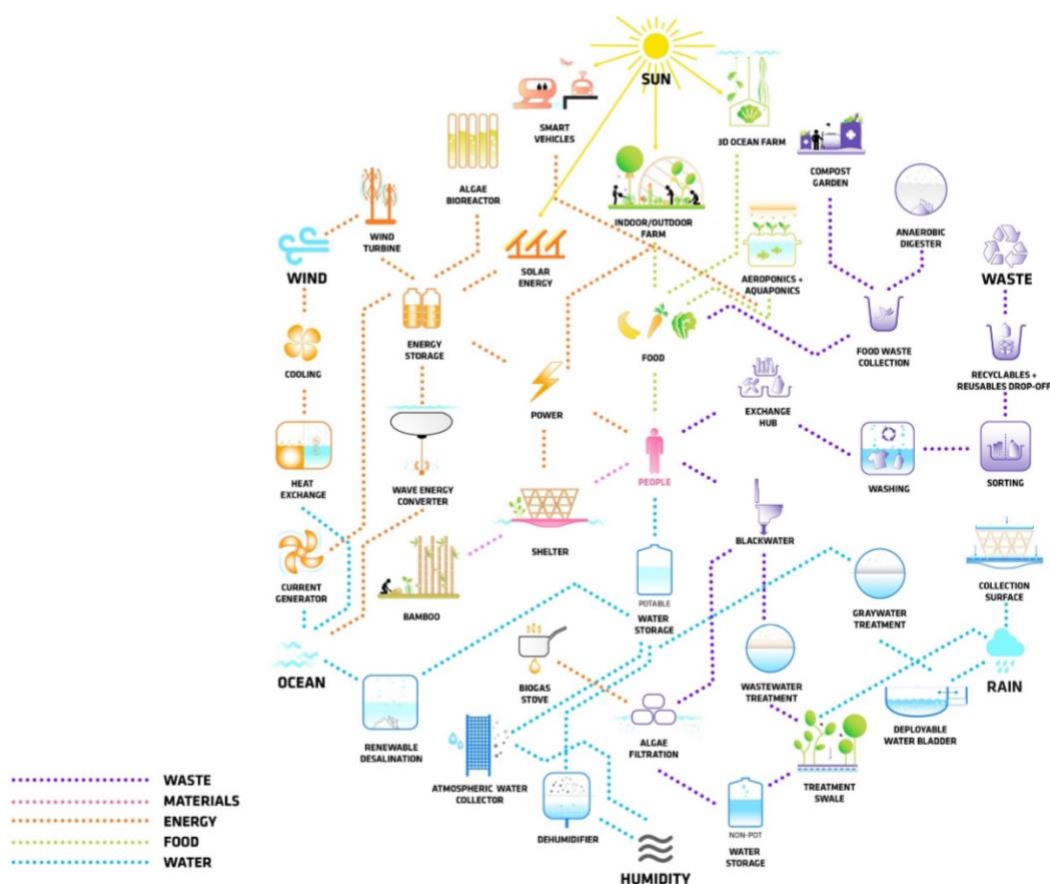 SUN
SMART
VEHICLES
3D OCEAN FARM
COMPOST
GARDEN
ALGAE
BIOREACTOR
INDOOR/OUTDOOR
FARM
ANAEROBIC
DIGESTER
WIND
TURBINE
WIND
SOLAR
ENERGY
AEROPONICS +
AQUAPONICS
WASTE
ENERGY
STORAGE
FOOD
FOOD WASTE
COLLECTION
COOLING
RECYCLABLES +
REUSABLES DROP-OFF
POWER
EXCHANGE
HUB
HEAT
EXCHANGE
WAVE ENERGY
CONVERTER
PEOPLE
WASHING
SORTING
SHELTER
BLACKWATER
CURRENT
GENERATOR
BAMBOO
POTABLE
WATER
STORAGE
GRAYWATER
TREATMENT
COLLECTION
SURFACE
OCEAN
BIOGAS
STOVE
WASTEWATER
TREATMENT
RAIN
RENEWABLE
DESALINATION
ALGAE
FILTRATION
DEPLOYABLE
WATER BLADDER
ATMOSPHERIC WATER
COLLECTOR
TREATMENT
SWALE
DEHUMIDIFIER
NON-POT
WATER
STORAGE
HUMIDITY
WASTE
MATERIALS
ENERGY
FOOD
WATER